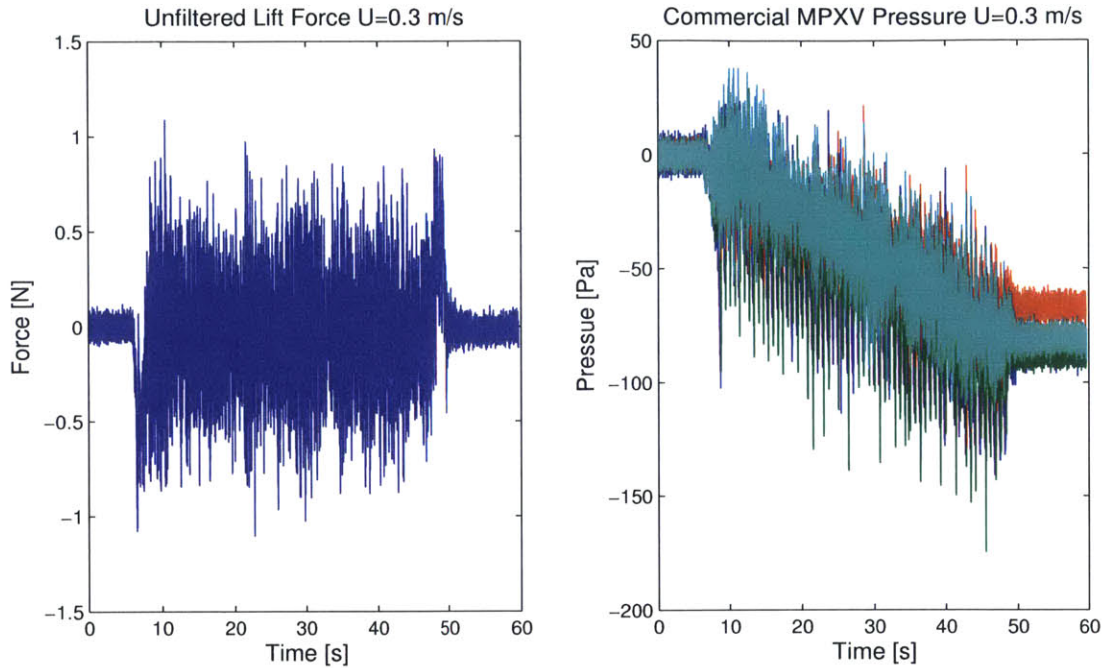 Unfiltered Lift Force U=0.3 m/s
1.5
1
0.5
0
−0.5
−1
−1.5
Force [N]
0 10 20 30 40 50 60
Time [s]
Commercial MPXV Pressure U=0.3 m/s
50
0
−50
−100
−150
−200
Pressue [Pa]
0 10 20 30 40 50 60
Time [s]